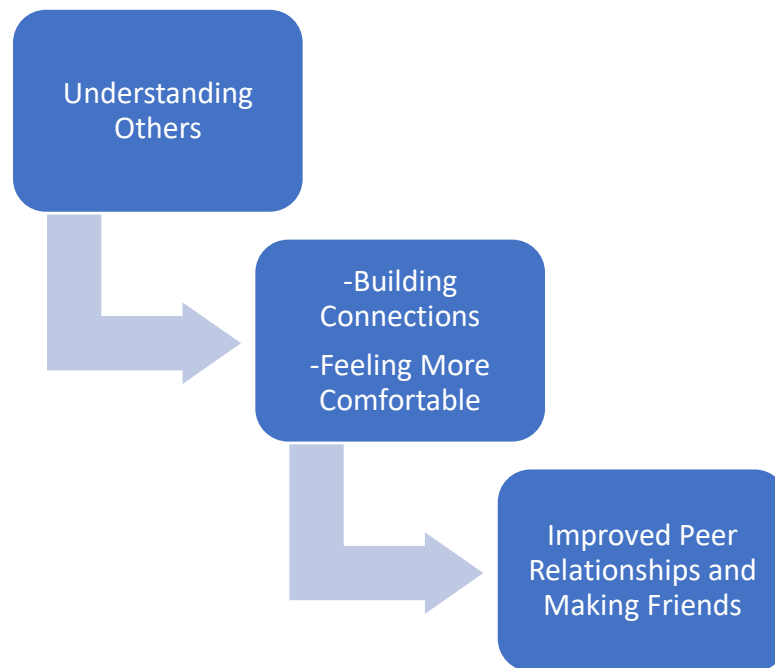 Understanding
Others
-Building
Connections
-Feeling More
Comfortable
Improved Peer
Relationships and
Making Friends